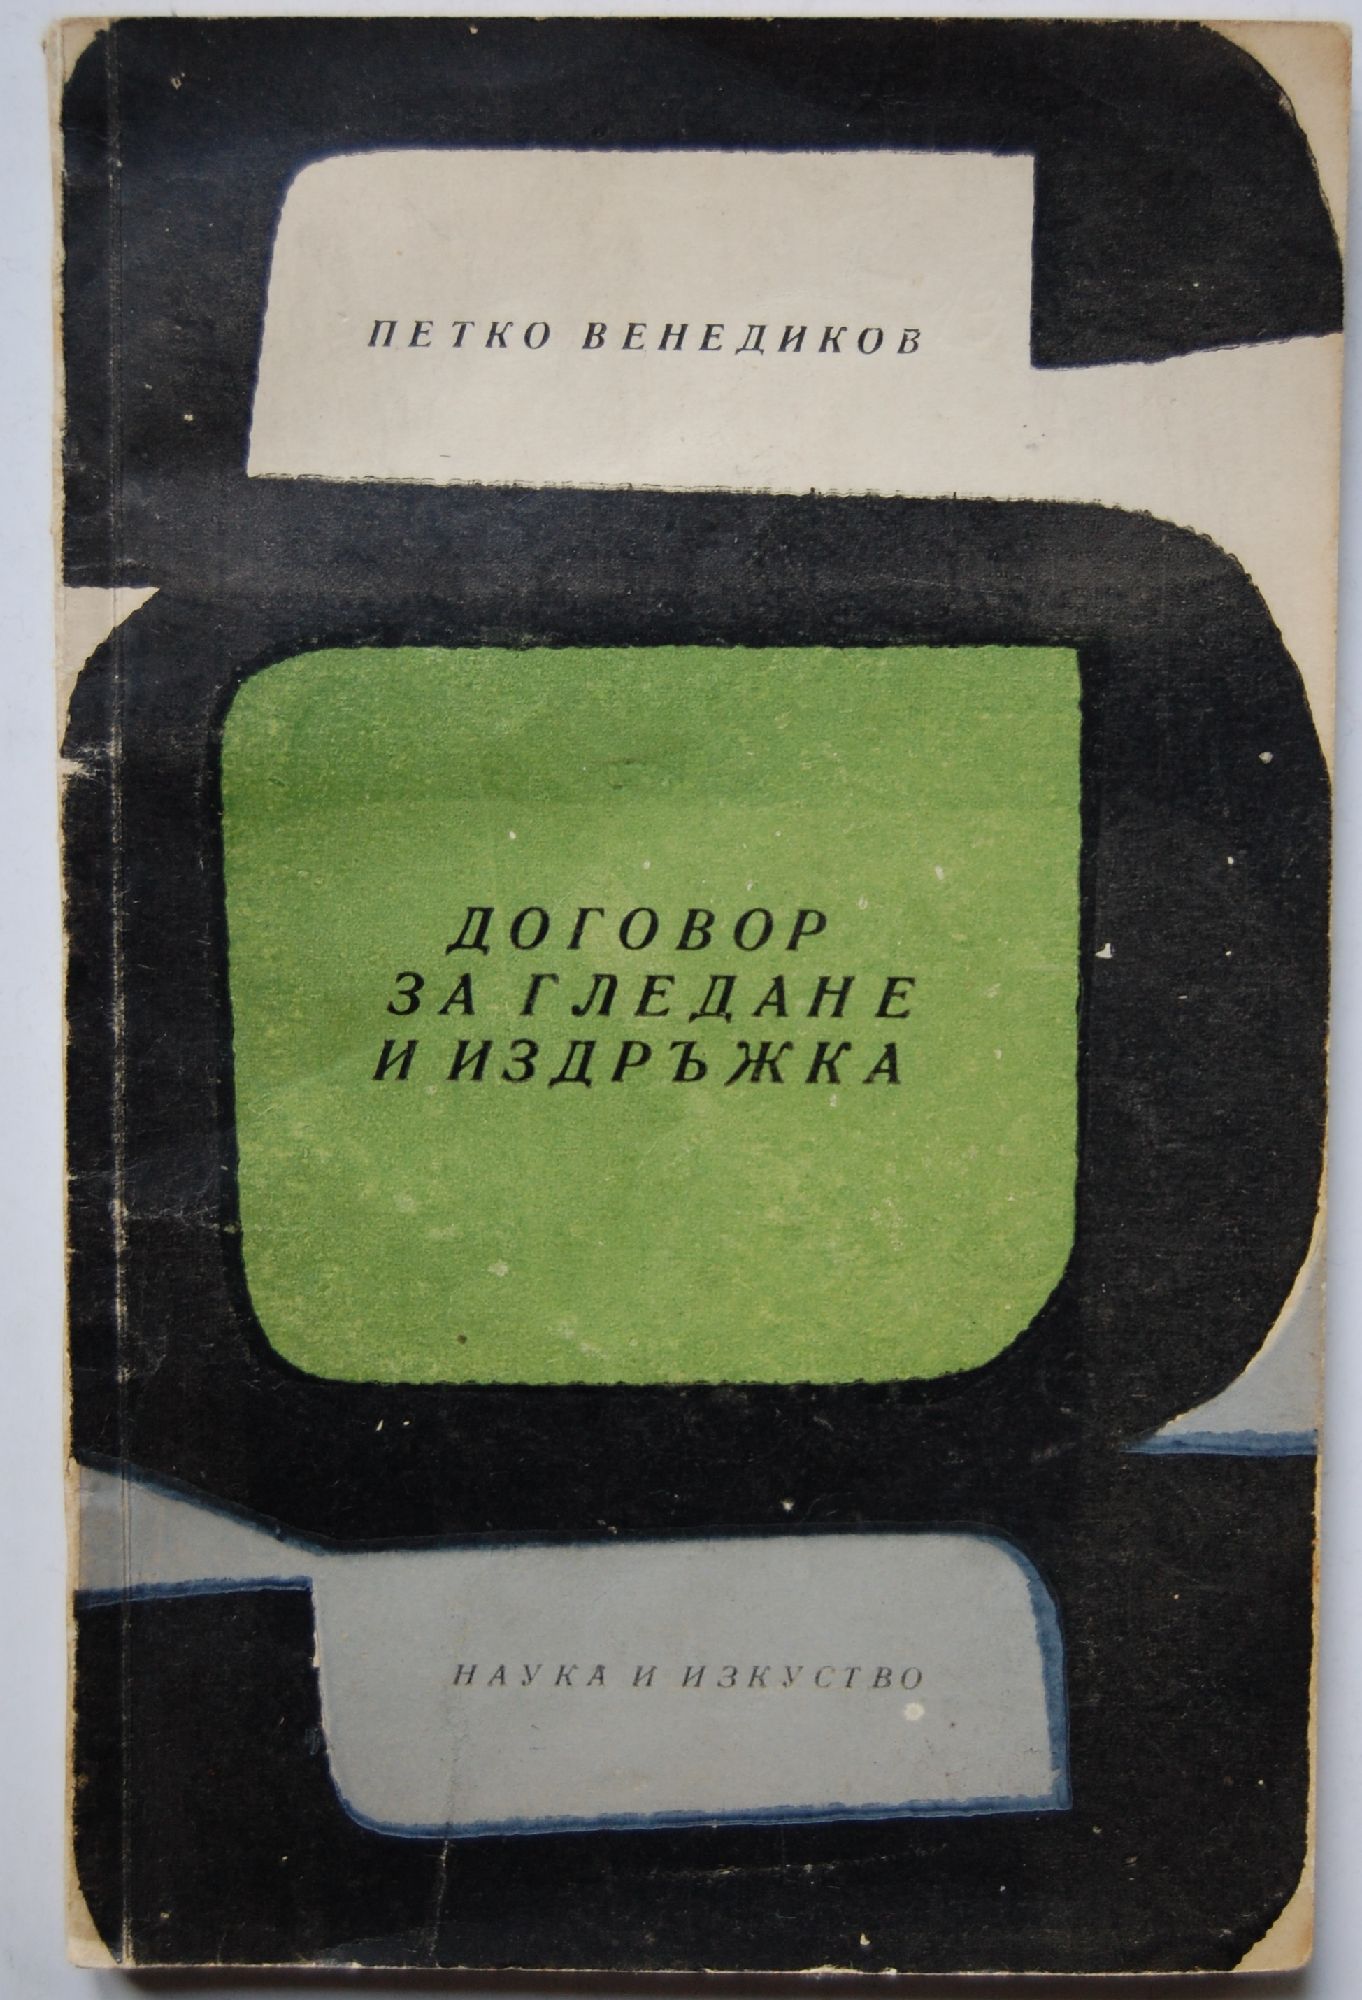 ПЕТКО ВЕНЕДИКОВ
ДОГОВОР
ЗА ГЛЕДАНЕ
И ИЗДРЪЖКА
НАУКА И ИЗКУСТВО